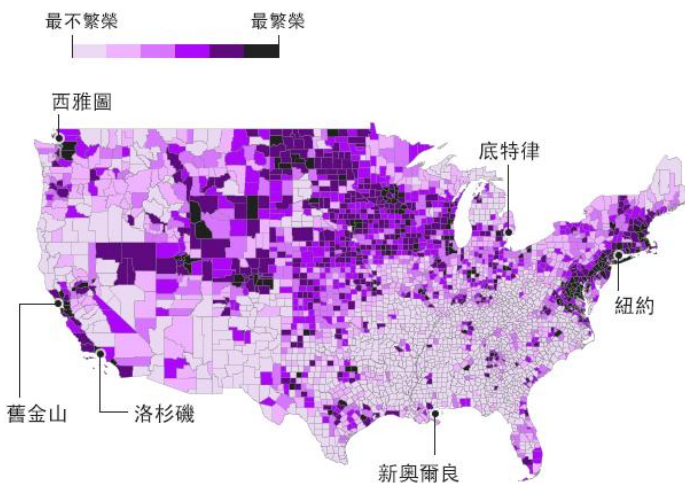 最不繁榮
最繁榮
西雅圖
底特律
紐約
舊金山
洛杉磯
新奧爾良